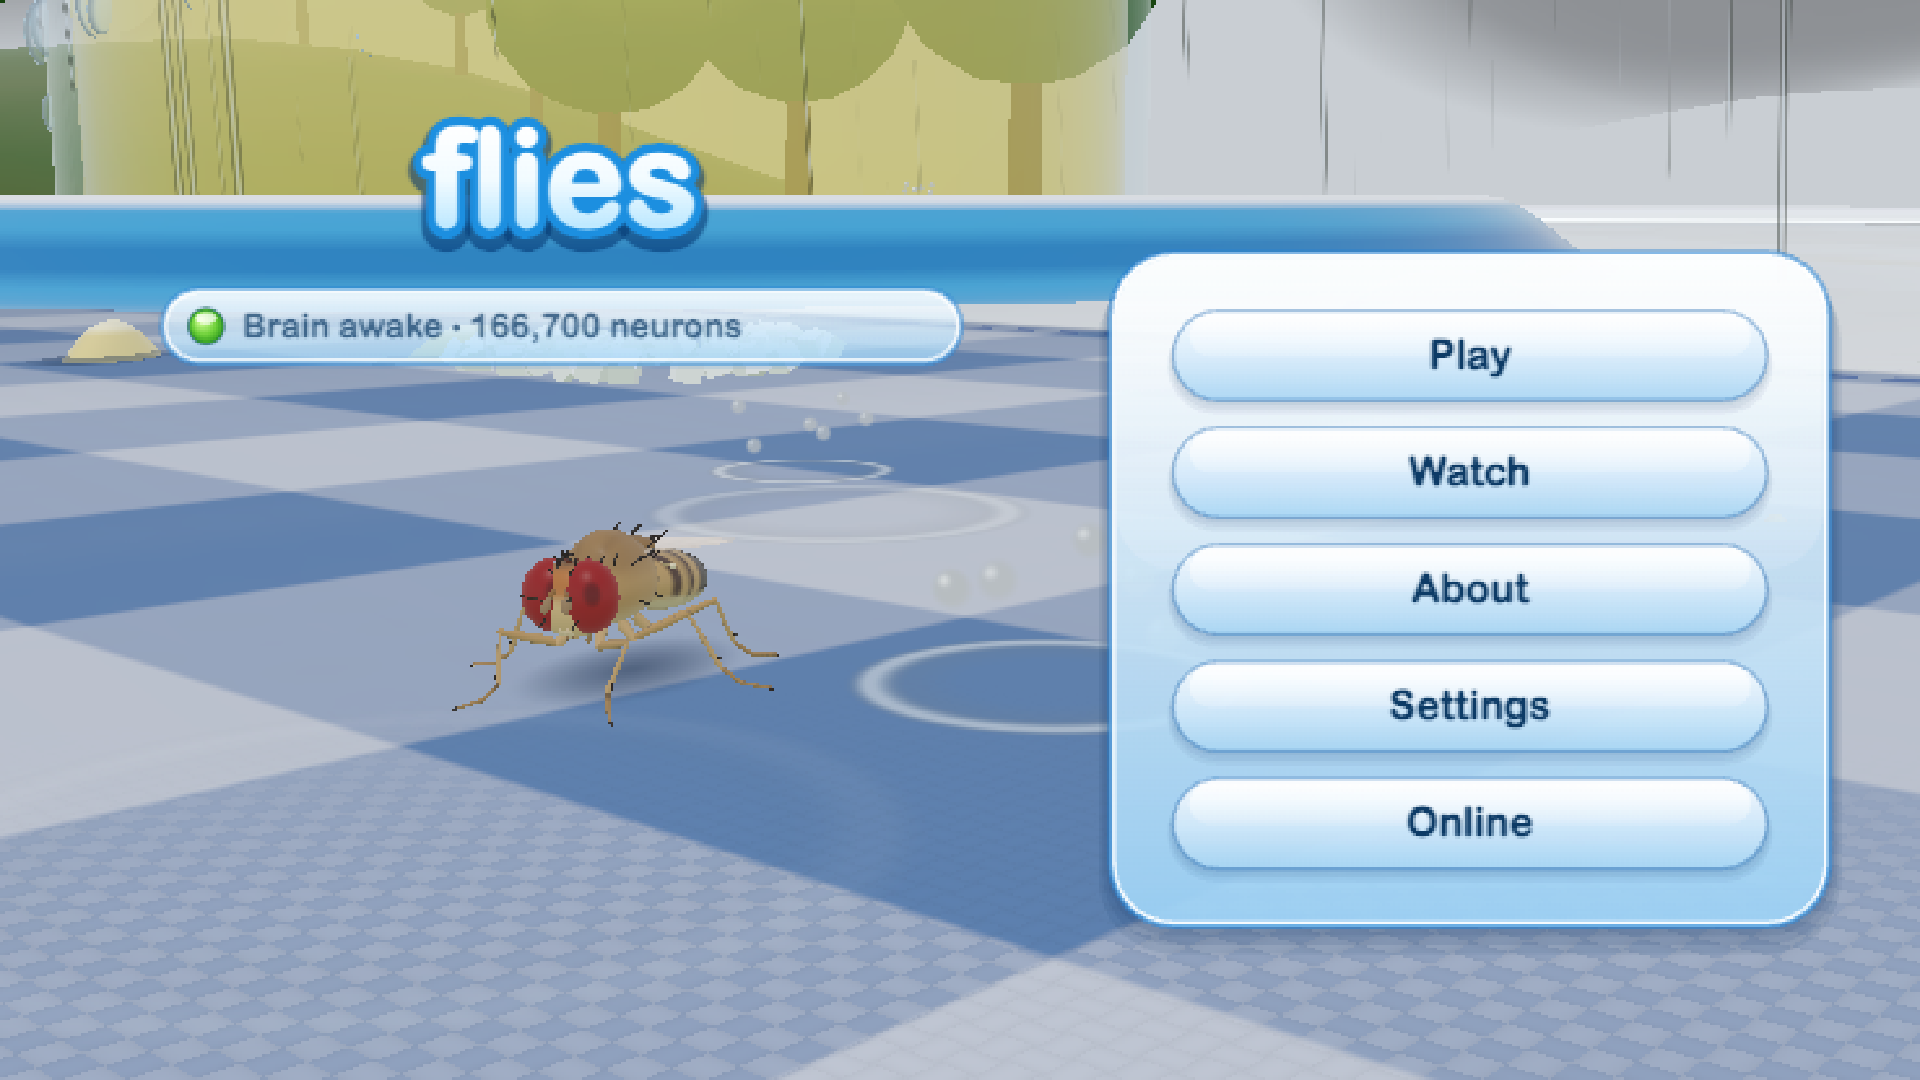 flies
Brain awake · 166,700 neurons
Play
Watch
About
Settings
Online